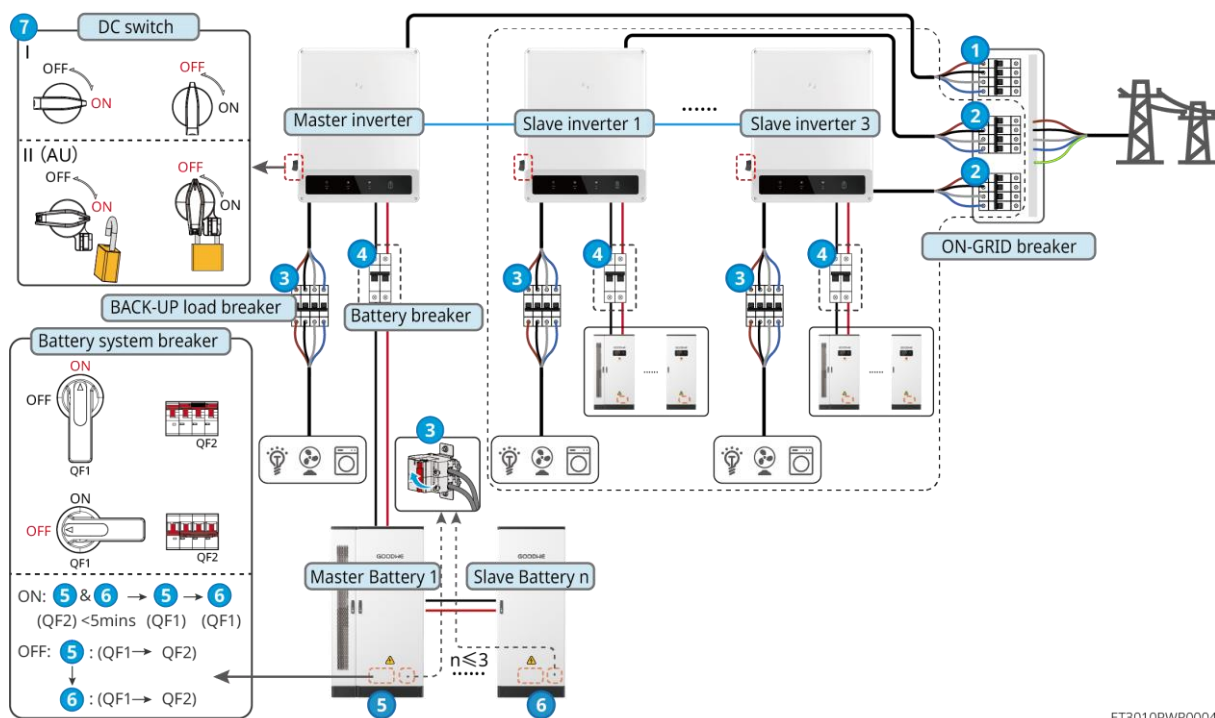 7
DC switch
I
OFF
ON
OFF
ON
II (AU)
OFF
ON
OFF
ON
Master inverter
Slave inverter 1
......
Slave inverter 3
1
2
2
ON-GRID breaker
3
BACK-UP load breaker
4
Battery breaker
3
4
3
4
......
......
Battery system breaker
ON
OFF
QF1
QF2
ON
OFF
QF1
QF2
ON: 5 & 6 → 5 → 6
(QF2) <5mins (QF1) (QF1)
OFF: 5 : (QF1→ QF2)
6 : (QF1→ QF2)
3
GOODWE
Master Battery 1
GOODWE
Slave Battery n
n≤3
......
5
6
ET3010PWR0004